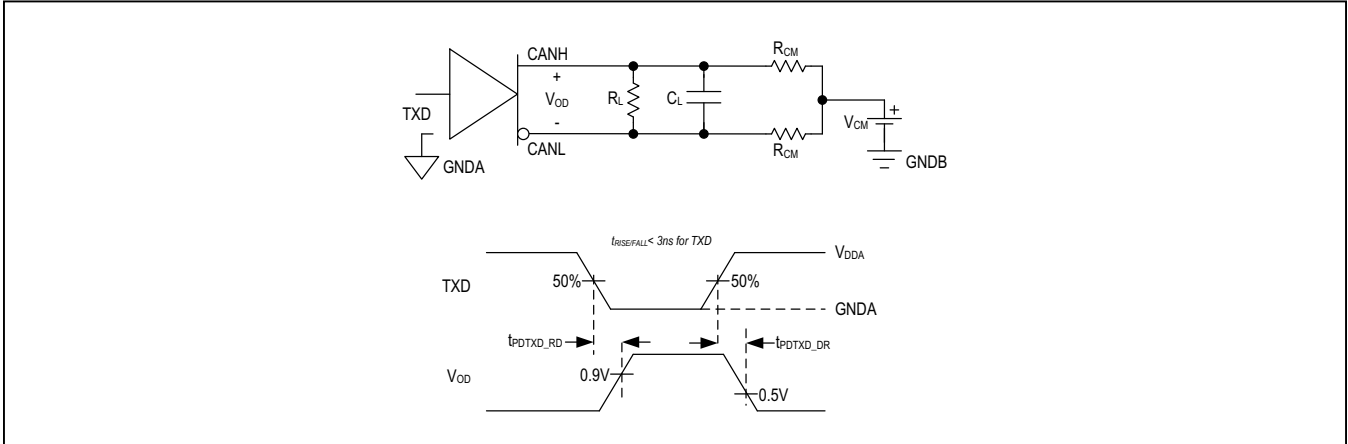 CANH
RCM
+
VOD
-
RL
CL
TXD
VCM
+
GNDA
CANL
RCM
GNDB
tRISE/FALL< 3ns for TXD
VDDA
TXD
50%
50%
GNDA
tPDTXD_RD
tPDTXD_DR
VOD
0.9V
0.5V